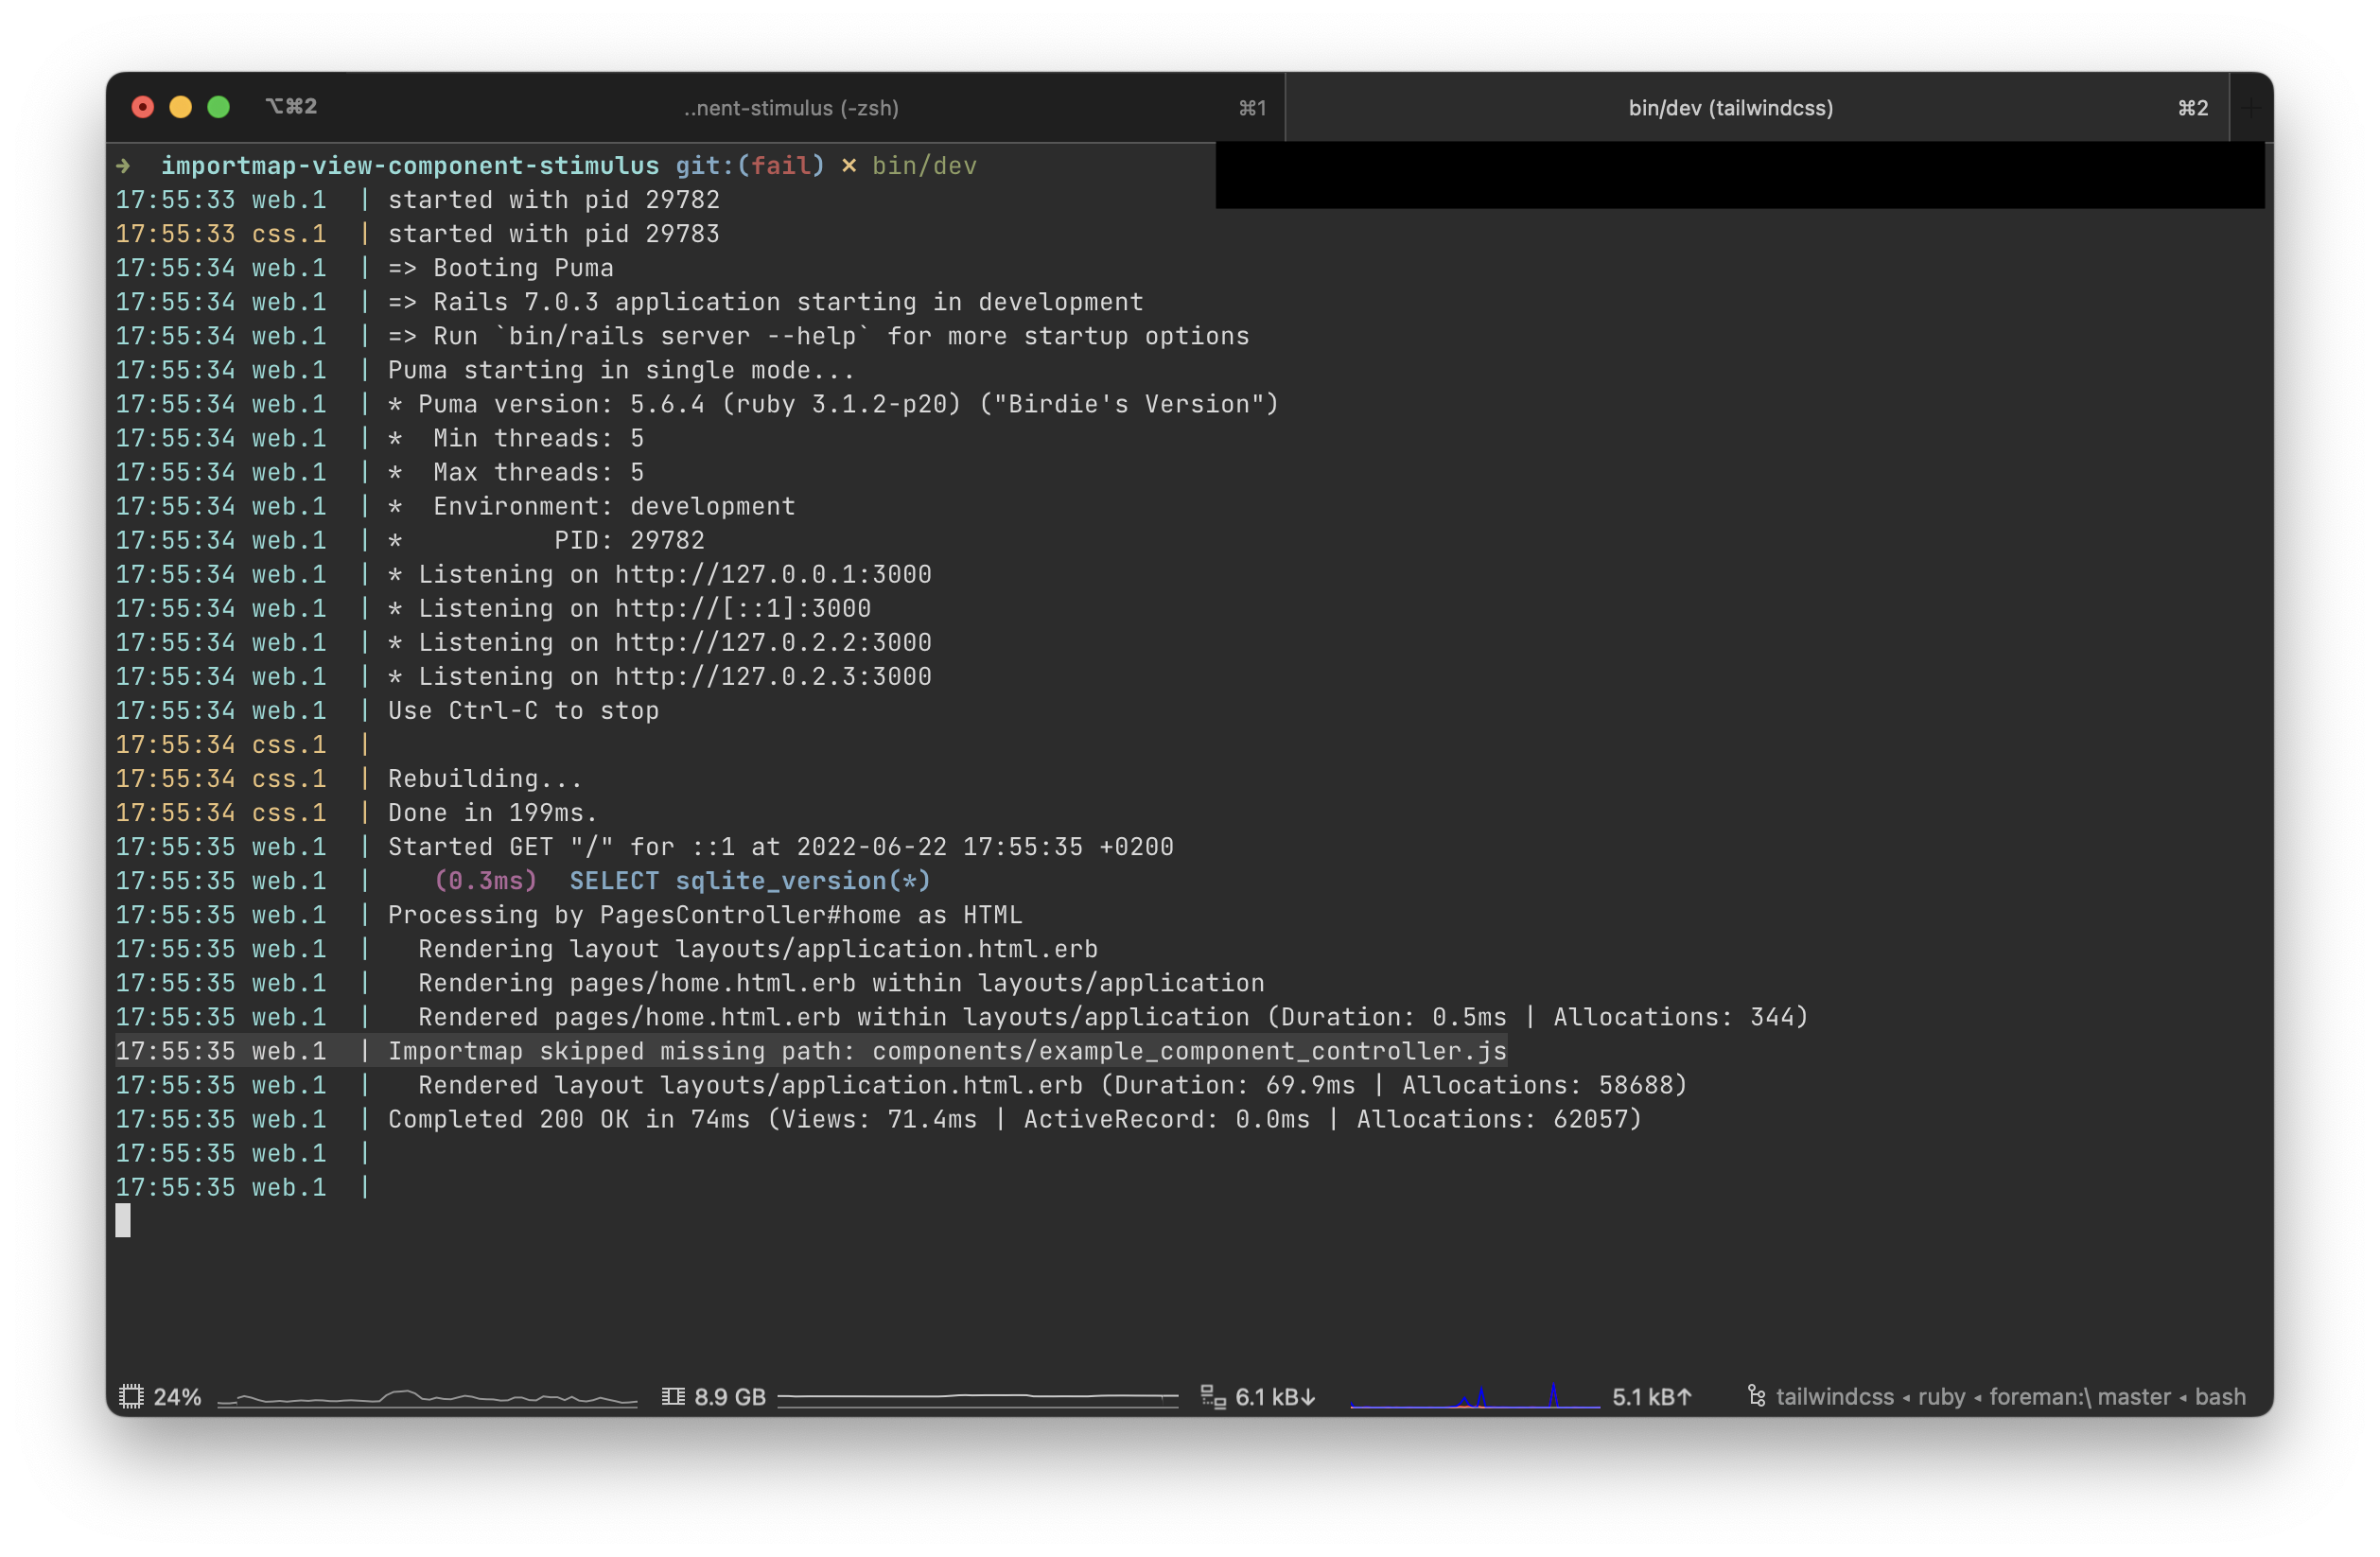 ⌥⌘2 ..nent-stimulus (-zsh) ⌘1 bin/dev (tailwindcss) ⌘2
➜ importmap-view-component-stimulus git:(fail) ✗ bin/dev
17:55:33 web.1  | started with pid 29782
17:55:33 css.1  | started with pid 29783
17:55:34 web.1  | => Booting Puma
17:55:34 web.1  | => Rails 7.0.3 application starting in development
17:55:34 web.1  | => Run `bin/rails server --help` for more startup options
17:55:34 web.1  | Puma starting in single mode...
17:55:34 web.1  | * Puma version: 5.6.4 (ruby 3.1.2-p20) ("Birdie's Version")
17:55:34 web.1  | *  Min threads: 5
17:55:34 web.1  | *  Max threads: 5
17:55:34 web.1  | *  Environment: development
17:55:34 web.1  | *          PID: 29782
17:55:34 web.1  | * Listening on http://127.0.0.1:3000
17:55:34 web.1  | * Listening on http://[::1]:3000
17:55:34 web.1  | * Listening on http://127.0.2.2:3000
17:55:34 web.1  | * Listening on http://127.0.2.3:3000
17:55:34 web.1  | Use Ctrl-C to stop
17:55:34 css.1  |
17:55:34 css.1  | Rebuilding...
17:55:34 css.1  | Done in 199ms.
17:55:35 web.1  | Started GET "/" for ::1 at 2022-06-22 17:55:35 +0200
17:55:35 web.1  |    (0.3ms)  SELECT sqlite_version(*)
17:55:35 web.1  | Processing by PagesController#home as HTML
17:55:35 web.1  |   Rendering layout layouts/application.html.erb
17:55:35 web.1  |   Rendering pages/home.html.erb within layouts/application
17:55:35 web.1  |   Rendered pages/home.html.erb within layouts/application (Duration: 0.5ms | Allocations: 344)
17:55:35 web.1  | Importmap skipped missing path: components/example_component_controller.js
17:55:35 web.1  |   Rendered layout layouts/application.html.erb (Duration: 69.9ms | Allocations: 58688)
17:55:35 web.1  | Completed 200 OK in 74ms (Views: 71.4ms | ActiveRecord: 0.0ms | Allocations: 62057)
17:55:35 web.1  |
17:55:35 web.1  |
24% 8.9 GB 6.1 kB↓ 5.1 kB↑ tailwindcss ◂ ruby ◂ foreman:\ master ◂ bash